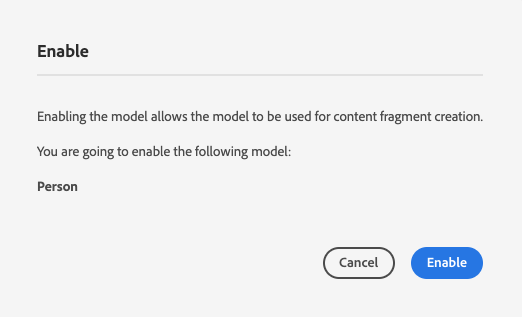 Enable
Enabling the model allows the model to be used for content fragment creation.
You are going to enable the following model:
Person
Cancel
Enable